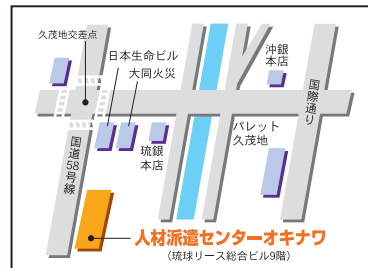 久茂地交差点
日本生命ビル
大同火災
沖銀
本店
国際通り
パレット
久茂地
琉銀
本店
国道58号線
人材派遣センターオキナワ
(琉球リース総合ビル9階)